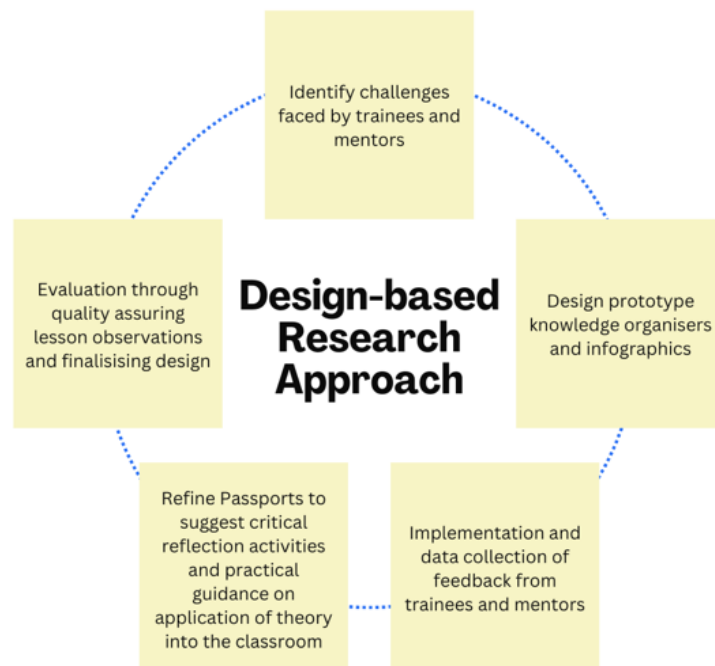 Identify challenges
faced by trainees and
mentors
Design-based
Research
Approach
Design prototype
knowledge organisers
and infographics
Implementation and
data collection of
feedback from
trainees and mentors
Refine Passports to
suggest critical
reflection activities
and practical
guidance on
application of theory
into the classroom
Evaluation through
quality assuring
lesson observations
and finalisising design